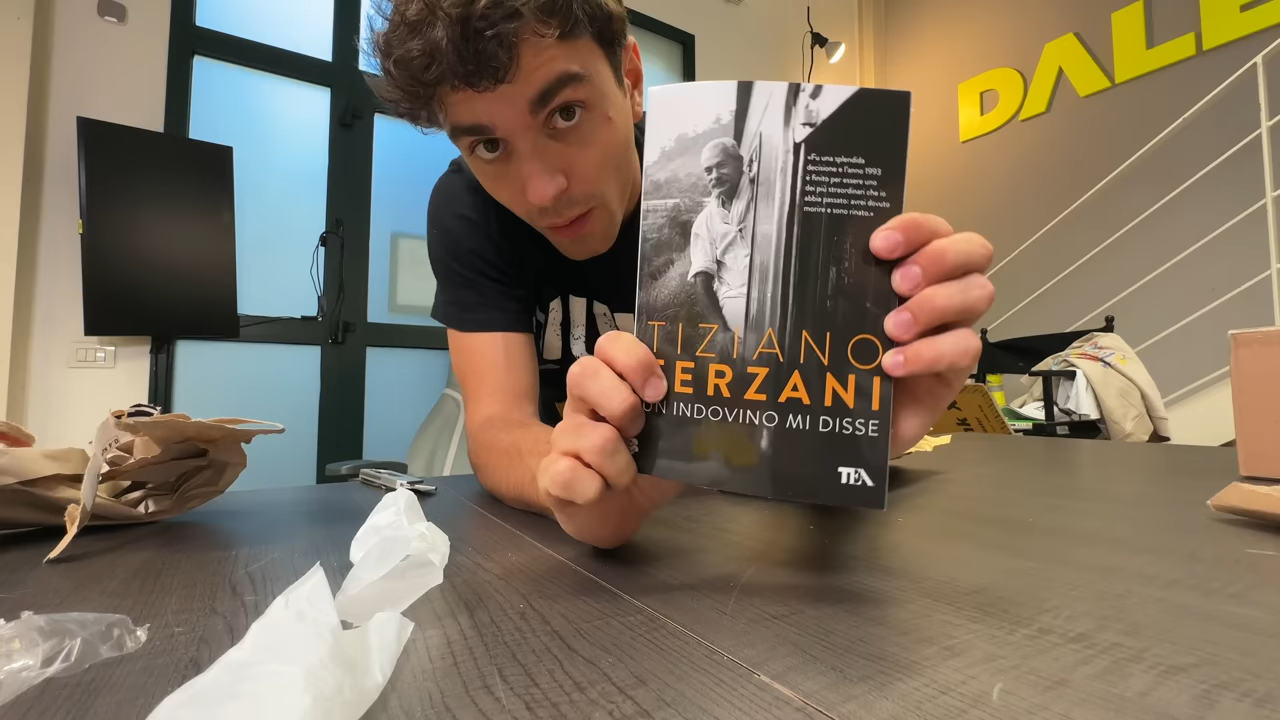 DALE
«Fu una splendida
decisione e l'anno 1993
è finito per essere uno
dei più straordinari che io
abbia passato: avrei dovuto
morire e sono rinato.»
TIZIANO
TERZANI
UN INDOVINO MI DISSE
TEA